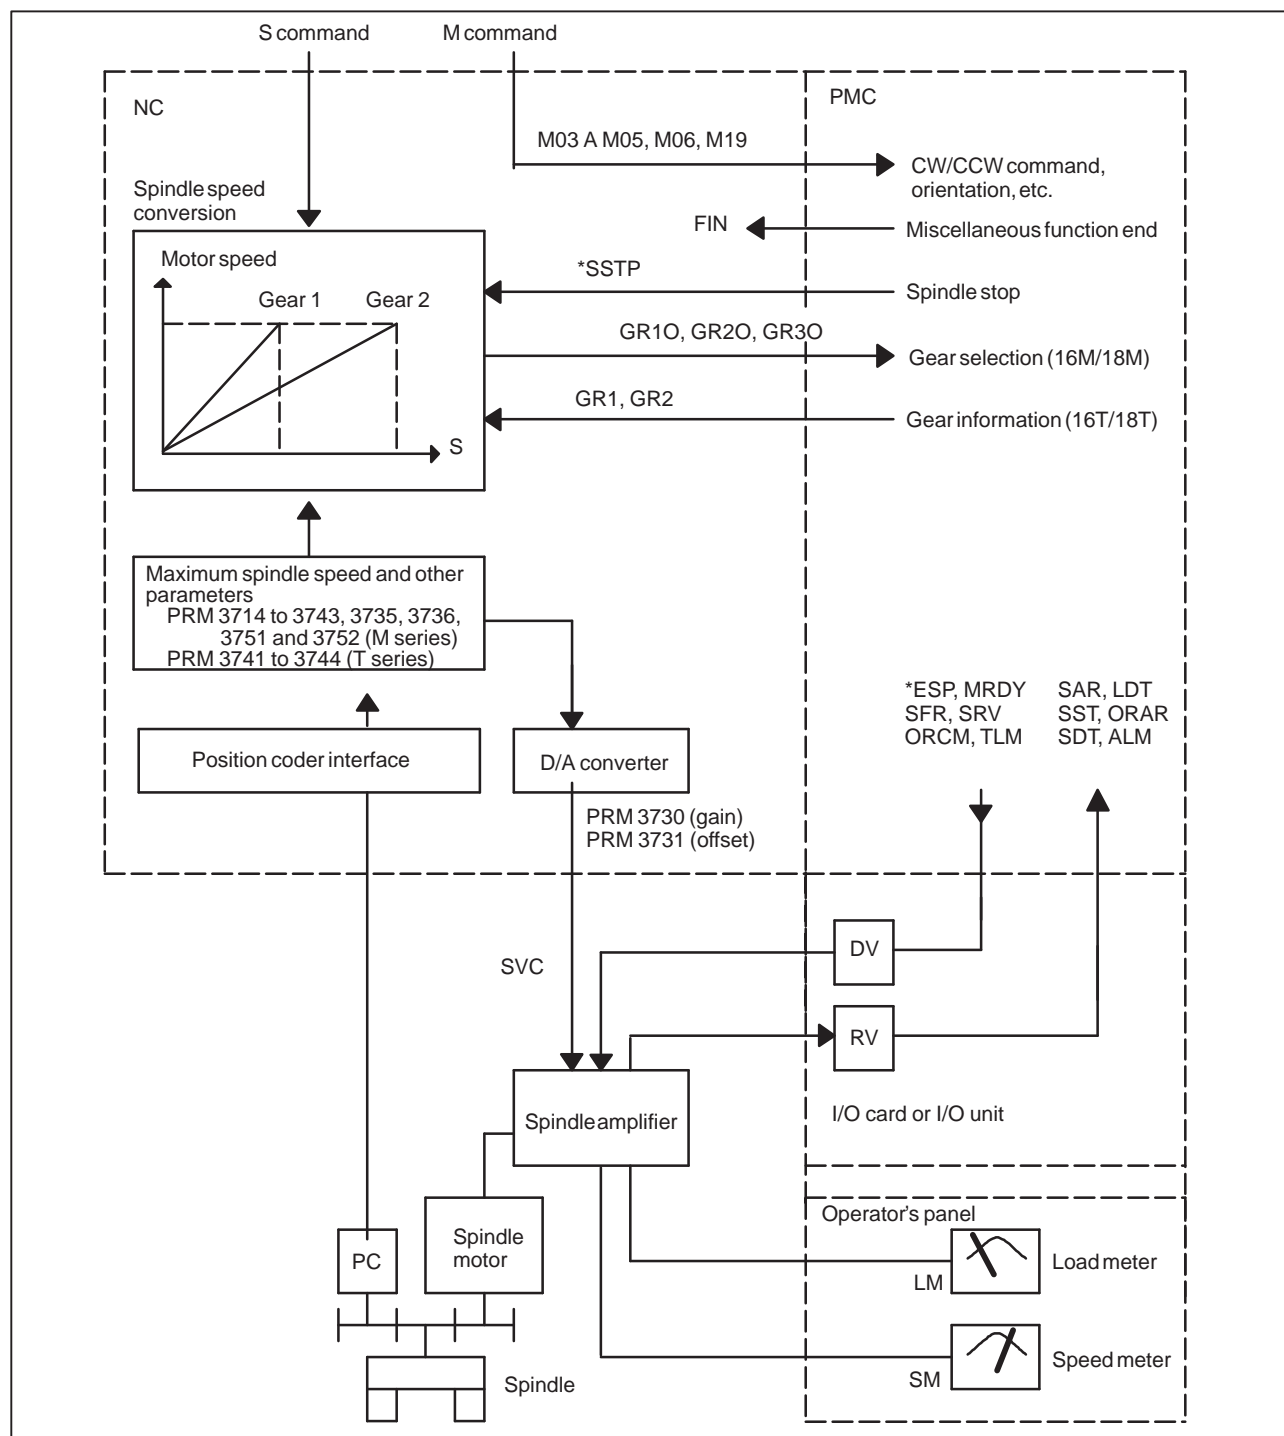 S command
M command
NC
PMC
M03 A M05, M06, M19
CW/CCW command,
orientation, etc.
Spindle speed
conversion
FIN
Miscellaneous function end
Motor speed
*SSTP
Spindle stop
Gear 1
Gear 2
GR1O, GR2O, GR3O
Gear selection (16M/18M)
GR1, GR2
Gear information (16T/18T)
S
Maximum spindle speed and other
parameters
PRM 3714 to 3743, 3735, 3736,
3751 and 3752 (M series)
PRM 3741 to 3744 (T series)
*ESP, MRDY
SFR, SRV
ORCM, TLM
SAR, LDT
SST, ORAR
SDT, ALM
Position coder interface
D/A converter
PRM 3730 (gain)
PRM 3731 (offset)
SVC
DV
RV
I/O card or I/O unit
Spindle amplifier
Operator's panel
PC
Spindle
motor
LM
Load meter
SM
Speed meter
Spindle